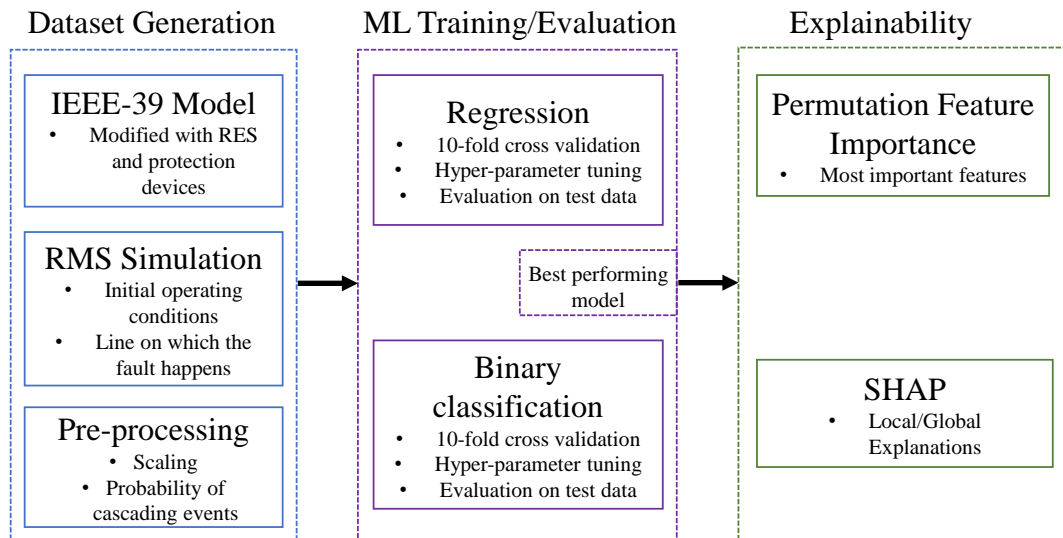 Dataset Generation
IEEE-39 Model
• Modified with RES
and protection
devices
RMS Simulation
• Initial operating
conditions
• Line on which the
fault happens
Pre-processing
• Scaling
• Probability of
cascading events
ML Training/Evaluation
Regression
• 10-fold cross validation
• Hyper-parameter tuning
• Evaluation on test data
Best performing
model
Binary
classification
• 10-fold cross validation
• Hyper-parameter tuning
• Evaluation on test data
Explainability
Permutation Feature
Importance
• Most important features
SHAP
• Local/Global
Explanations